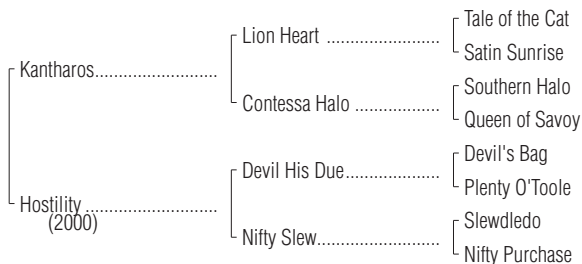 Tale of the Cat
Lion Heart ........................
Satin Sunrise
Kantharos..........................
Southern Halo
Contessa Halo ..................
Queen of Savoy
Devil's Bag
Devil His Due....................
Plenty O'Toole
Hostility ............................
(2000)
Slewdledo
Nifty Slew..........................
Nifty Purchase